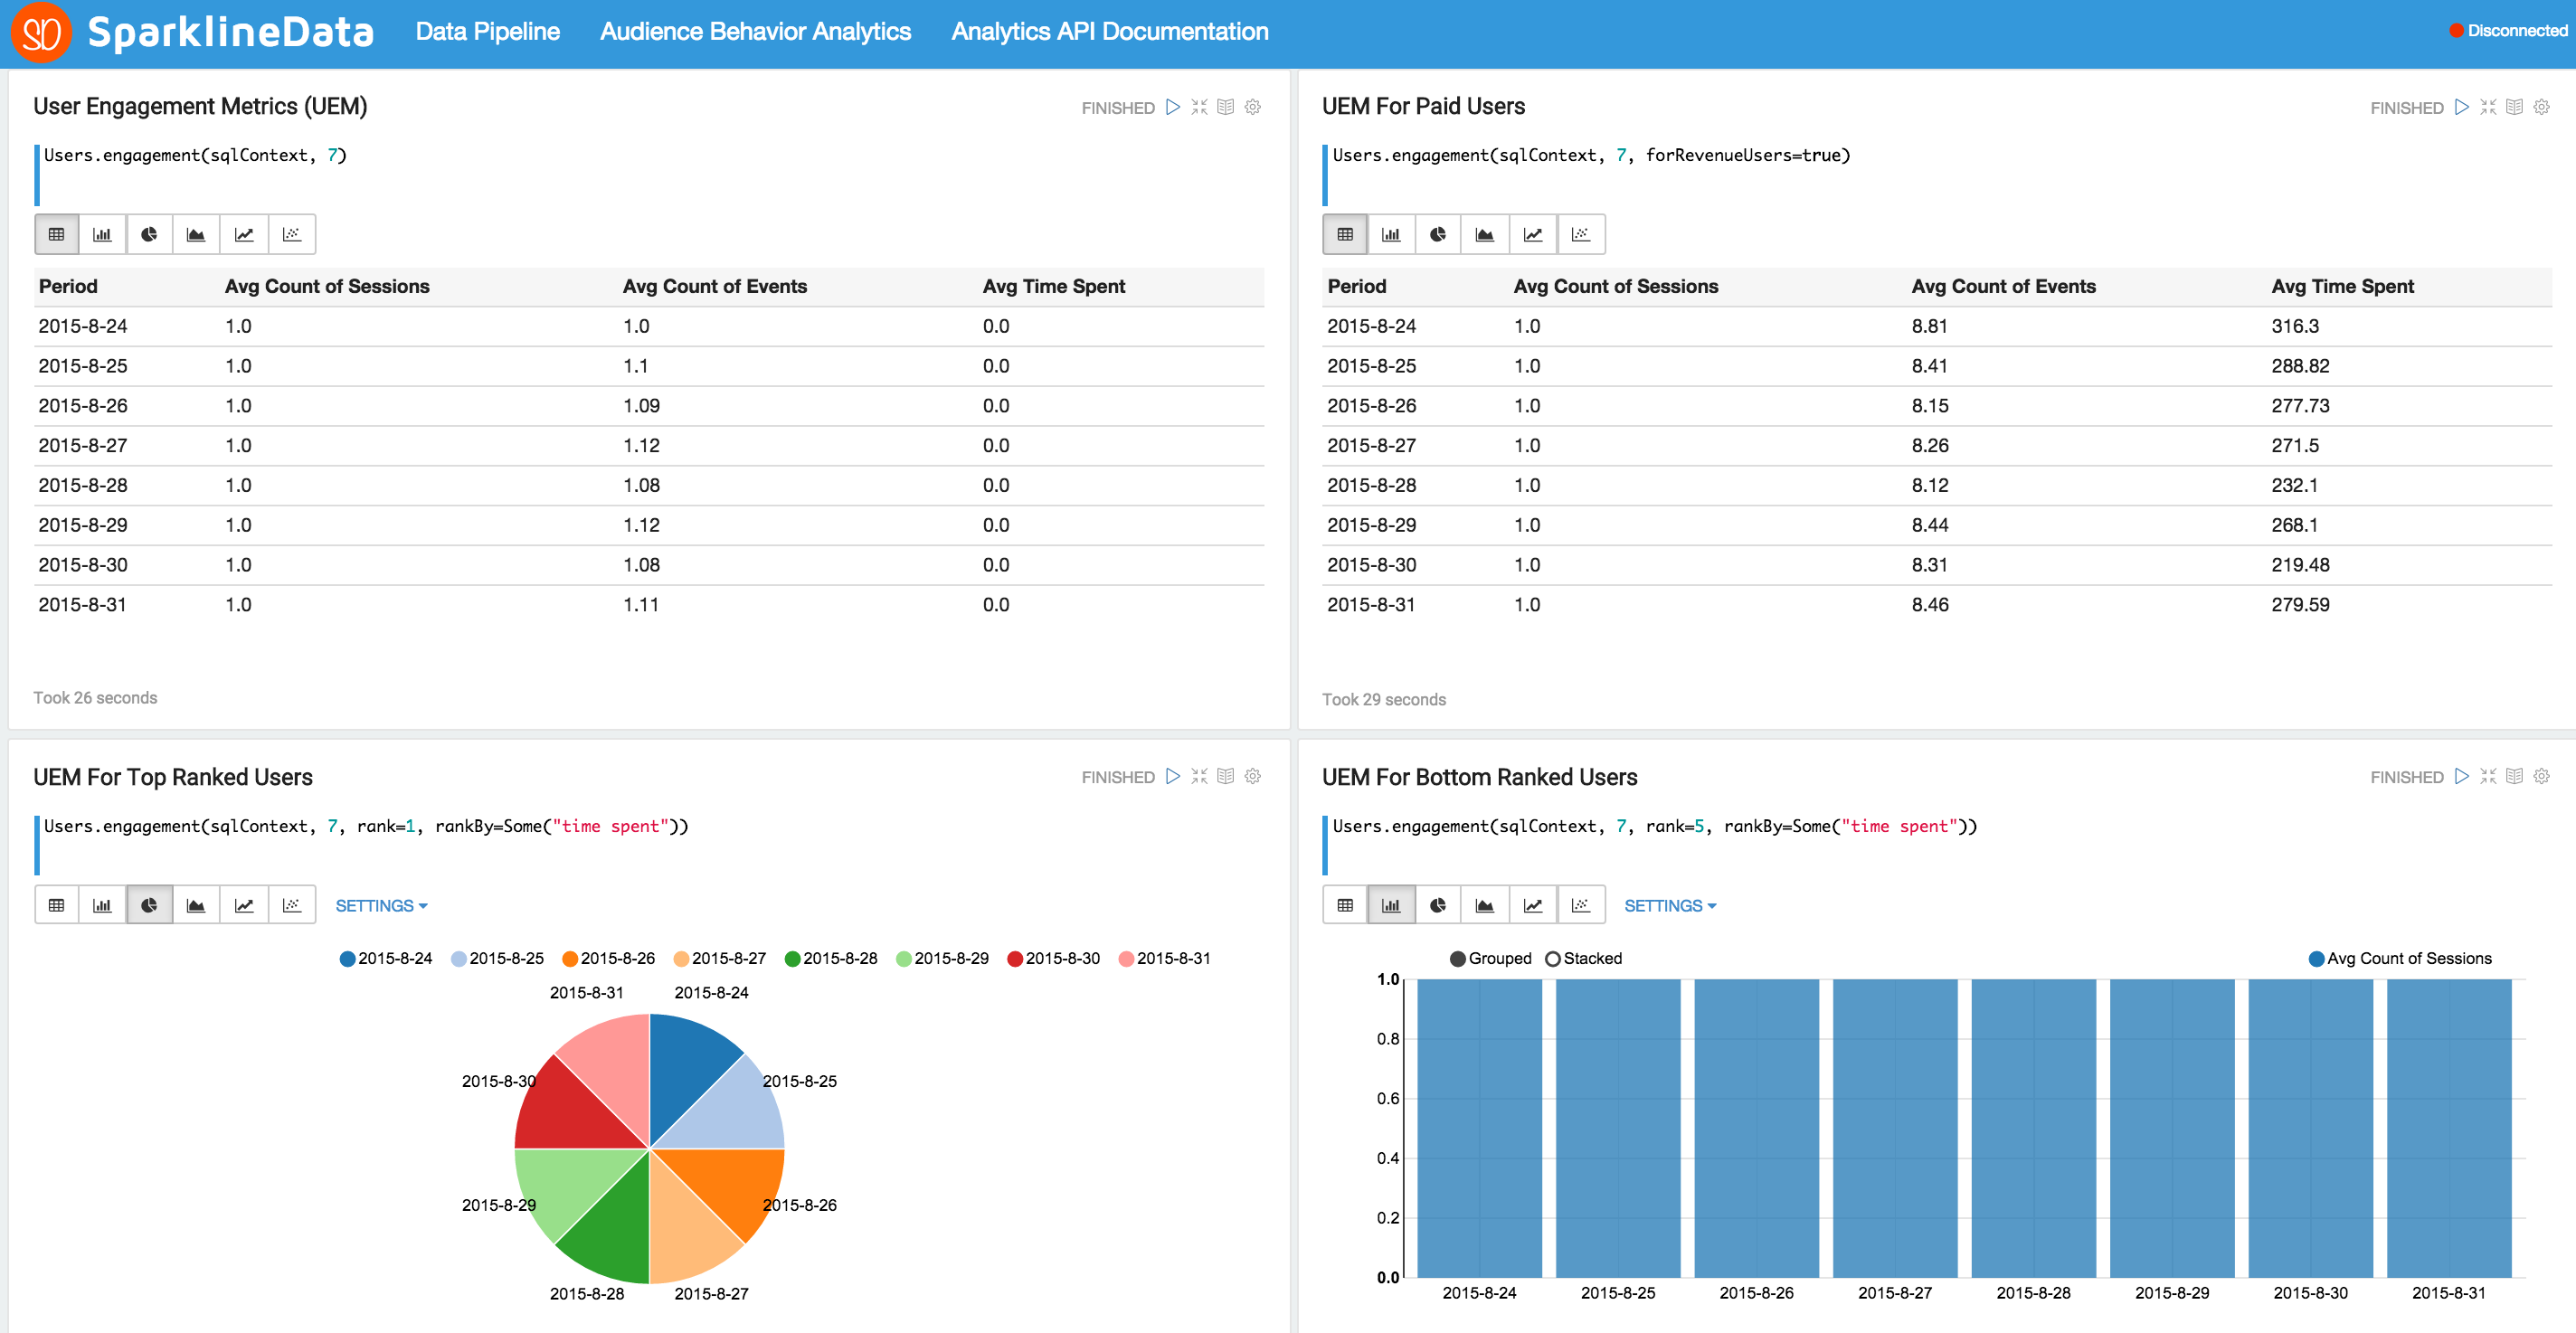 SD SparklineData Data Pipeline Audience Behavior Analytics Analytics API Documentation Disconnected
User Engagement Metrics (UEM) FINISHED
Users.engagement(sqlContext, 7)
Period Avg Count of Sessions Avg Count of Events Avg Time Spent
2015-8-24 1.0 1.0 0.0
2015-8-25 1.0 1.1 0.0
2015-8-26 1.0 1.09 0.0
2015-8-27 1.0 1.12 0.0
2015-8-28 1.0 1.08 0.0
2015-8-29 1.0 1.12 0.0
2015-8-30 1.0 1.08 0.0
2015-8-31 1.0 1.11 0.0
Took 26 seconds
UEM For Paid Users FINISHED
Users.engagement(sqlContext, 7, forRevenueUsers=true)
Period Avg Count of Sessions Avg Count of Events Avg Time Spent
2015-8-24 1.0 8.81 316.3
2015-8-25 1.0 8.41 288.82
2015-8-26 1.0 8.15 277.73
2015-8-27 1.0 8.26 271.5
2015-8-28 1.0 8.12 232.1
2015-8-29 1.0 8.44 268.1
2015-8-30 1.0 8.31 219.48
2015-8-31 1.0 8.46 279.59
Took 29 seconds
UEM For Top Ranked Users FINISHED
Users.engagement(sqlContext, 7, rank=1, rankBy=Some("time spent"))
SETTINGS
2015-8-24 2015-8-25 2015-8-26 2015-8-27 2015-8-28 2015-8-29 2015-8-30 2015-8-31
2015-8-31 2015-8-24
2015-8-30 2015-8-25
2015-8-29 2015-8-26
2015-8-28 2015-8-27
UEM For Bottom Ranked Users FINISHED
Users.engagement(sqlContext, 7, rank=5, rankBy=Some("time spent"))
SETTINGS
Grouped Stacked Avg Count of Sessions
1.0
0.8
0.6
0.4
0.2
0.0
2015-8-24 2015-8-25 2015-8-26 2015-8-27 2015-8-28 2015-8-29 2015-8-30 2015-8-31